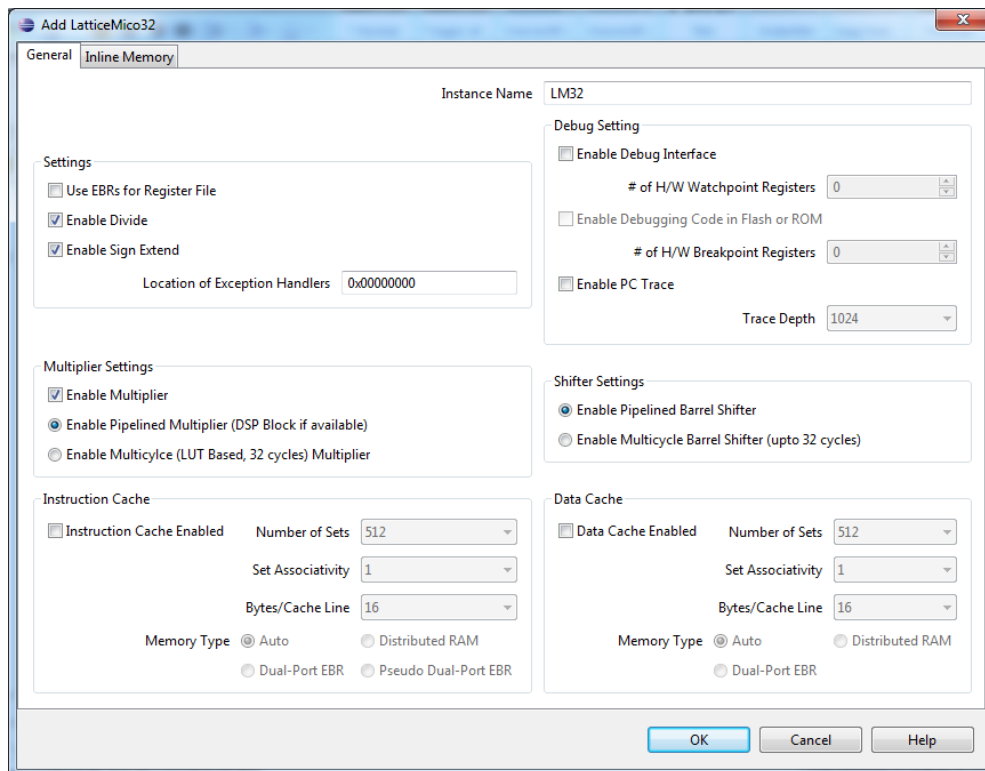 Add LatticeMico32
General Inline Memory
Instance Name LM32
Settings
Use EBRs for Register File
Enable Divide
Enable Sign Extend
Location of Exception Handlers 0x00000000
Debug Setting
Enable Debug Interface
# of H/W Watchpoint Registers 0
Enable Debugging Code in Flash or ROM
# of H/W Breakpoint Registers 0
Enable PC Trace
Trace Depth 1024
Multiplier Settings
Enable Multiplier
Enable Pipelined Multiplier (DSP Block if available)
Enable Multicylce (LUT Based, 32 cycles) Multiplier
Shifter Settings
Enable Pipelined Barrel Shifter
Enable Multicycle Barrel Shifter (upto 32 cycles)
Instruction Cache
Instruction Cache Enabled Number of Sets 512
Set Associativity 1
Bytes/Cache Line 16
Memory Type Auto Distributed RAM
Dual-Port EBR Pseudo Dual-Port EBR
Data Cache
Data Cache Enabled Number of Sets 512
Set Associativity 1
Bytes/Cache Line 16
Memory Type Auto Distributed RAM
Dual-Port EBR
OK Cancel Help